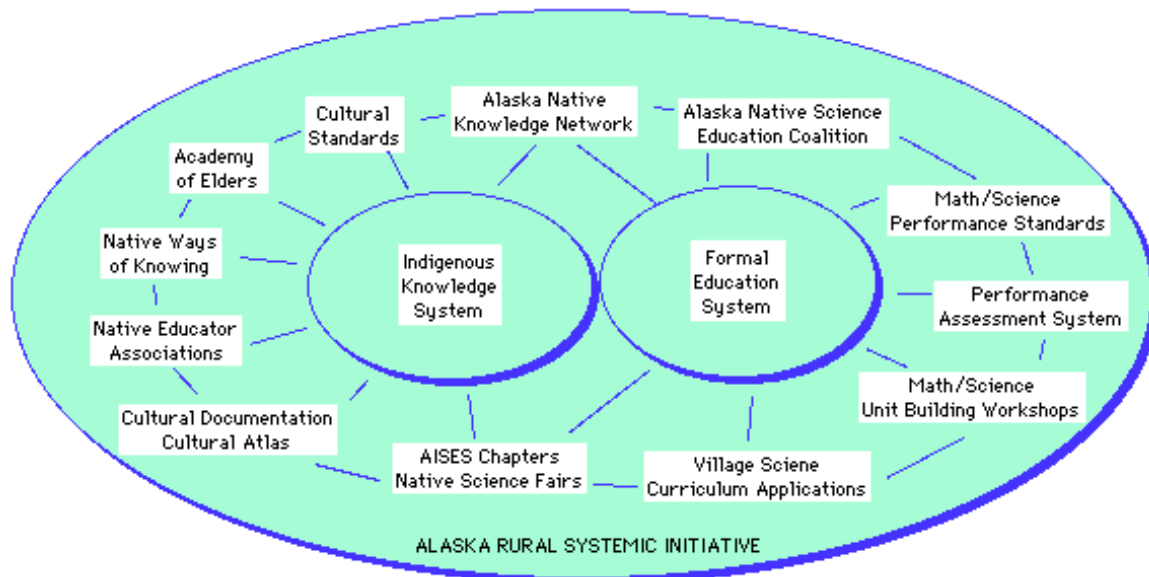 Cultural
Standards
Alaska Native
Knowledge Network
Alaska Native Science
Education Coalition
Academy
of Elders
Math/Science
Performance Standards
Native Ways
of Knowing
Indigenous
Knowledge
System
Formal
Education
System
Performance
Assessment System
Native Educator
Associations
Math/Science
Unit Building Workshops
Cultural Documentation
Cultural Atlas
AISES Chapters
Native Science Fairs
Village Sciene
Curriculum Applications
ALASKA RURAL SYSTEMIC INITIATIVE